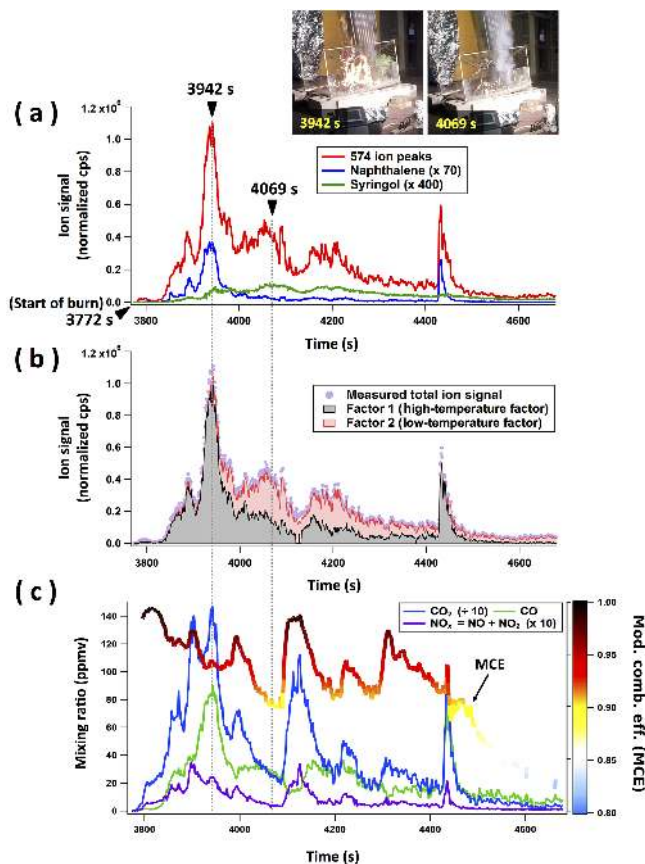 3942 s
4069 s
3942 s
( a )
1.2 x10⁶
1.0
0.8
0.6
0.4
0.2
0.0
Ion signal
(normalized cps)
574 ion peaks
Naphthalene (x 70)
Syringol (x 400)
4069 s
(Start of burn)
3772 s
3800
4000
4200
4400
4600
Time (s)
( b )
1.2 x10⁶
1.0
0.8
0.6
0.4
0.2
0.0
Ion signal
(normalized cps)
Measured total ion signal
Factor 1 (high-temperature factor)
Factor 2 (low-temperature factor)
3800
4000
4200
4400
4600
Time (s)
( c )
140
120
100
80
60
40
20
0
Mixing ratio (ppmv)
CO₂ (÷ 10)
CO
NOₓ = NO + NO₂ (x 10)
MCE
1.00
0.95
0.90
0.85
0.80
Mod. comb. eff. (MCE)
3800
4000
4200
4400
4600
Time (s)